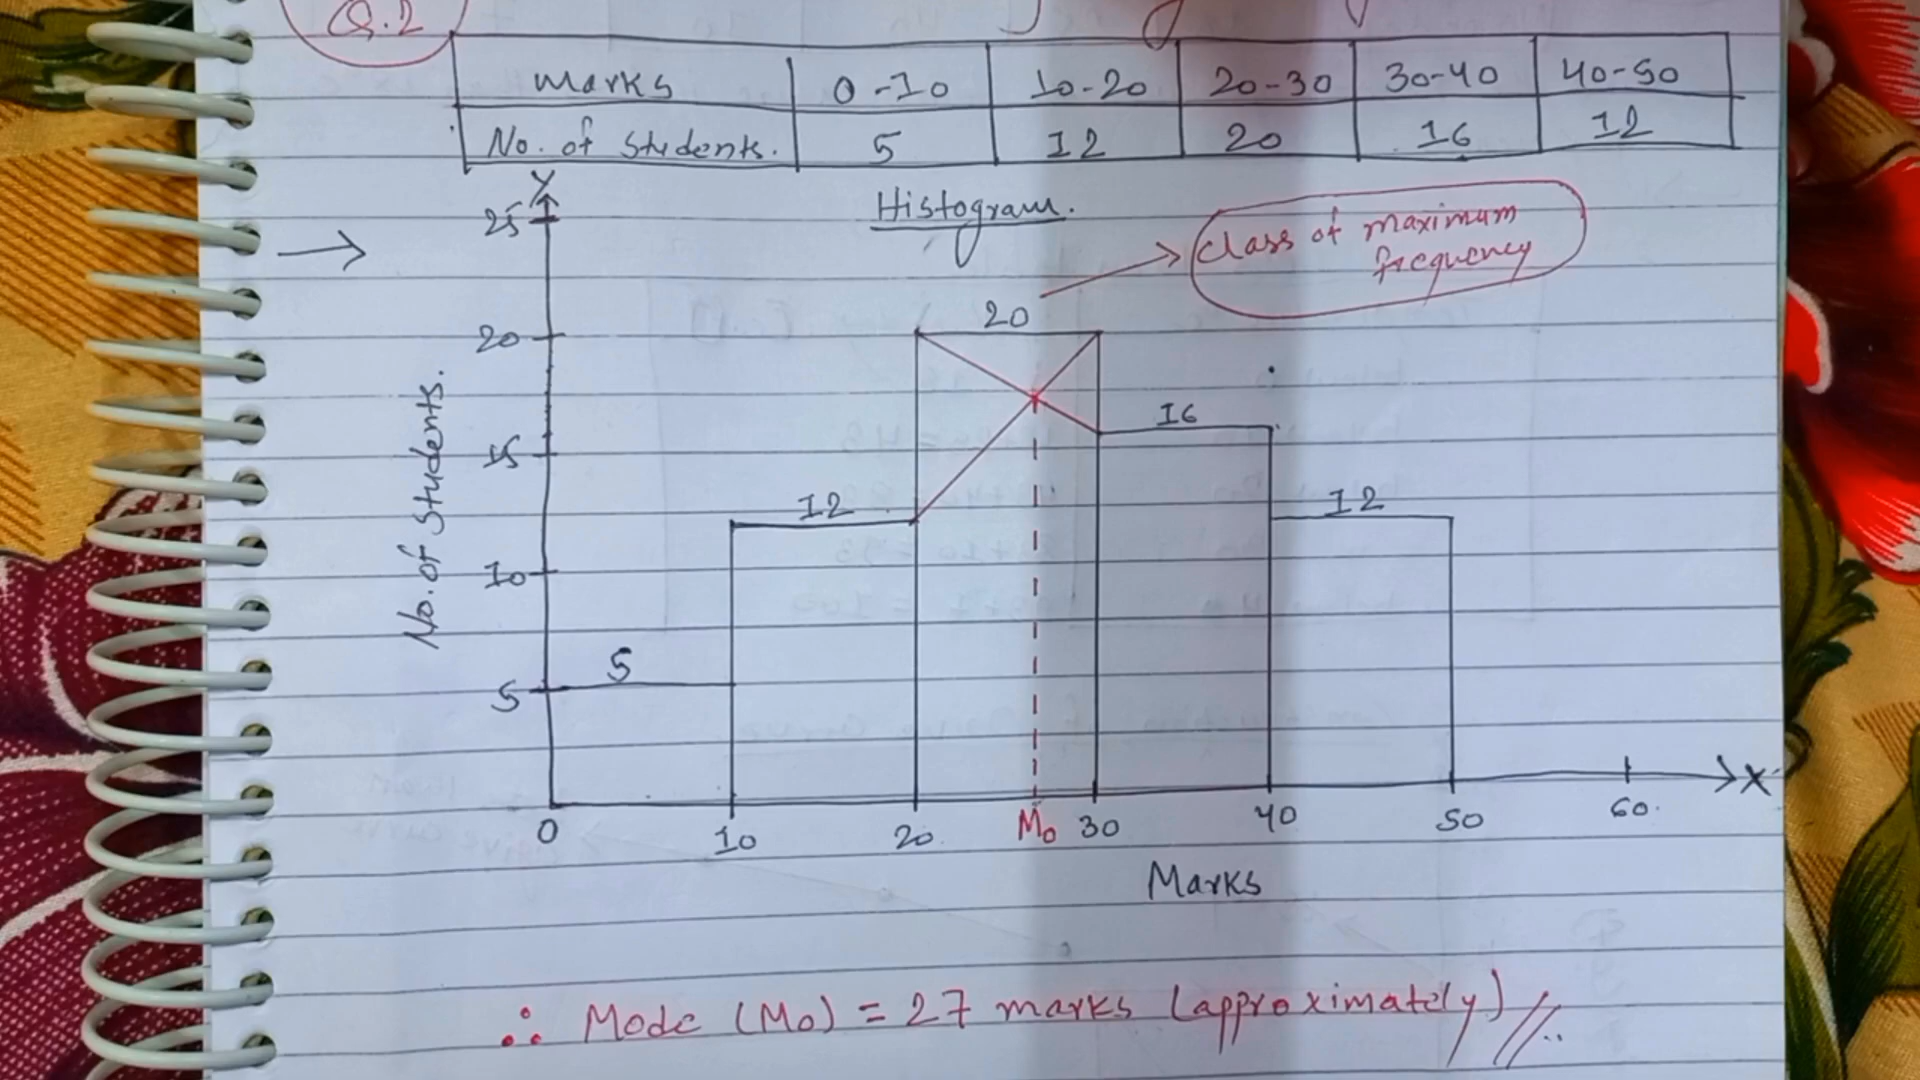 Q.2
Marks 0-10 10-20 20-30 30-40 40-50
No. of Students. 5 12 20 16 12
Histogram.
Y
25
20
15
10
5
No. of Students.
class of maximum
frequency
20
16
12
12
5
0 10 20 Mo 30 40 50 60
X
Marks
∴ Mode (Mo) = 27 marks (approximately)